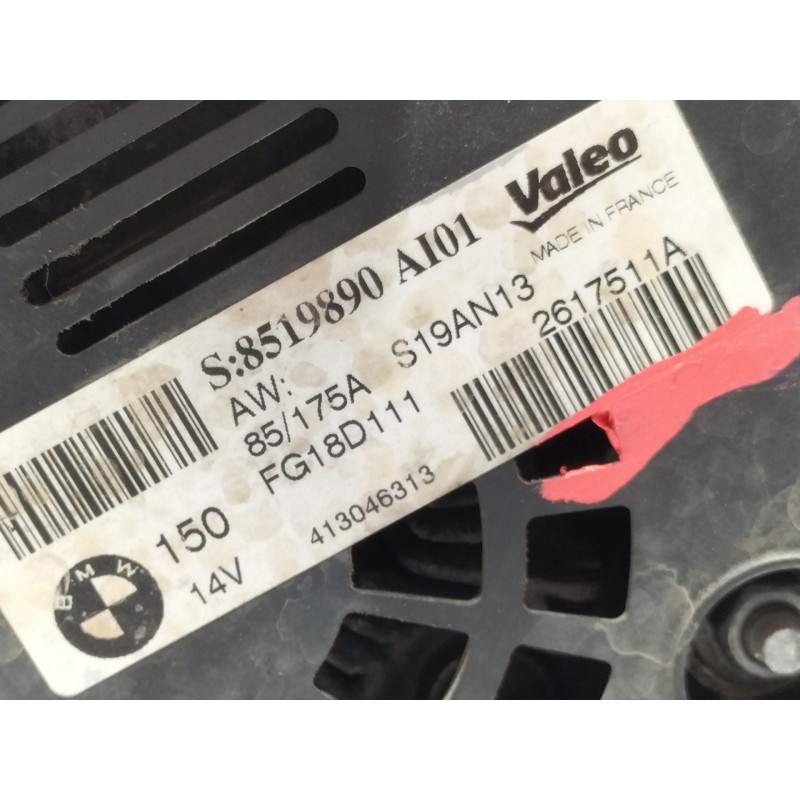 Valeo
MADE IN FRANCE
S:8519890 AI01
AW:
85/175A S19AN13
FG18D111 2617511A
150
14V 413046313
BMW